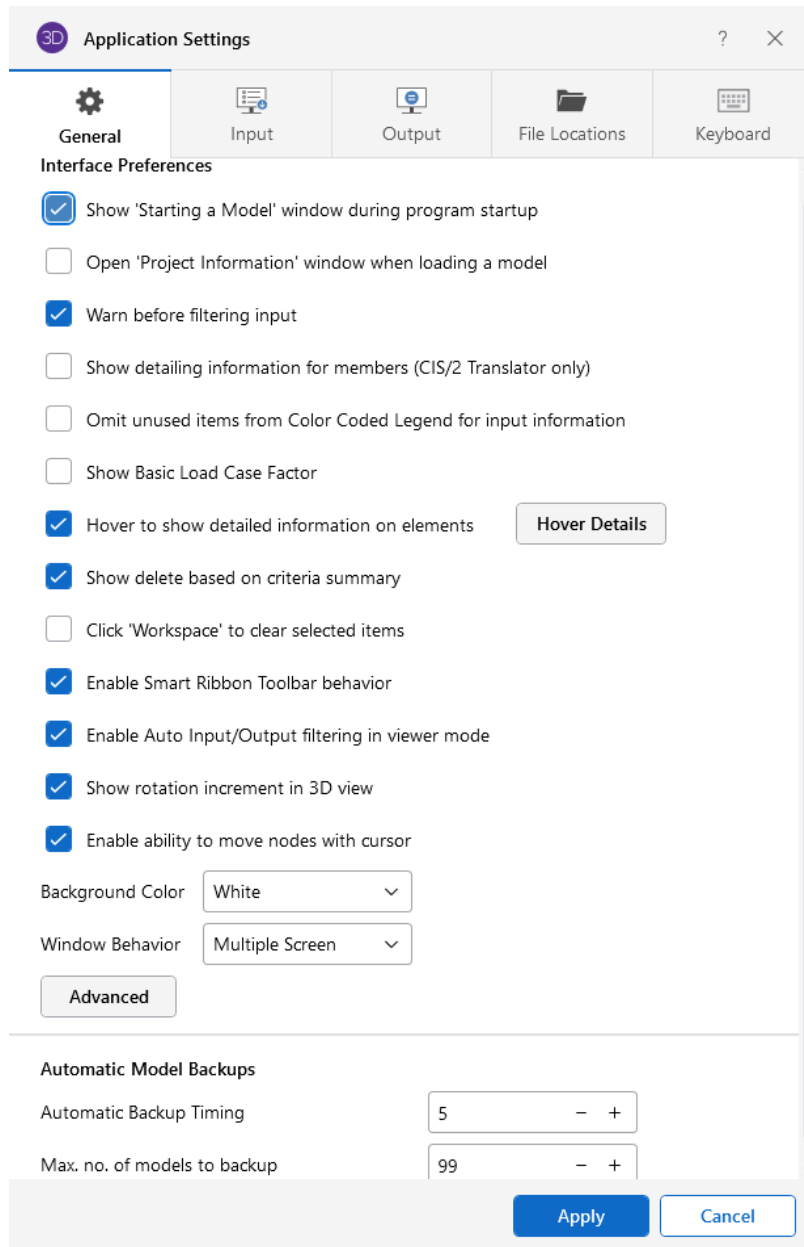 3D Application Settings ?
General Input Output File Locations Keyboard
Interface Preferences
Show 'Starting a Model' window during program startup
Open 'Project Information' window when loading a model
Warn before filtering input
Show detailing information for members (CIS/2 Translator only)
Omit unused items from Color Coded Legend for input information
Show Basic Load Case Factor
Hover to show detailed information on elements Hover Details
Show delete based on criteria summary
Click 'Workspace' to clear selected items
Enable Smart Ribbon Toolbar behavior
Enable Auto Input/Output filtering in viewer mode
Show rotation increment in 3D view
Enable ability to move nodes with cursor
Background Color White
Window Behavior Multiple Screen
Advanced
Automatic Model Backups
Automatic Backup Timing 5 − +
Max. no. of models to backup 99 − +
Apply Cancel